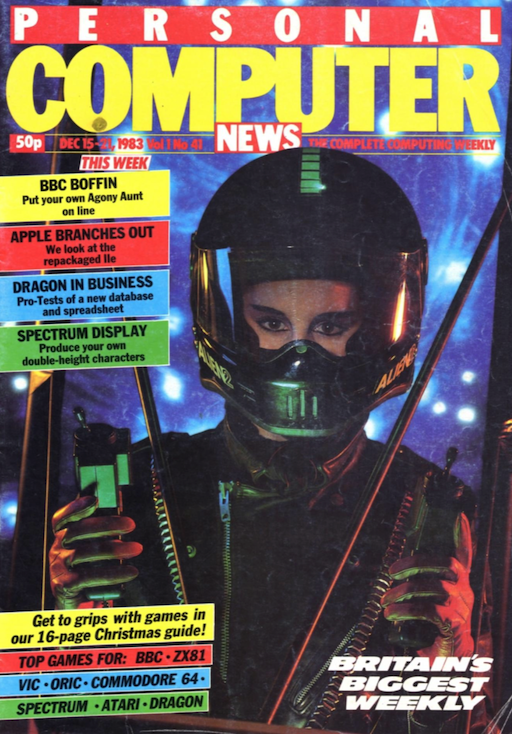 PERSONAL
COMPUTER
NEWS
50p DEC 15-21, 1983 Vol 1 No 41 THE COMPLETE COMPUTING WEEKLY
THIS WEEK
BBC BOFFIN
Put your own Agony Aunt
on line
APPLE BRANCHES OUT
We look at the
repackaged IIe
DRAGON IN BUSINESS
Pro-Tests of a new database
and spreadsheet
SPECTRUM DISPLAY
Produce your own
double-height characters
ALIEN
ALIEN
Get to grips with games in
our 16-page Christmas guide!
TOP GAMES FOR: BBC • ZX81
VIC • ORIC • COMMODORE 64 •
SPECTRUM • ATARI • DRAGON
BRITAIN'S
BIGGEST
WEEKLY